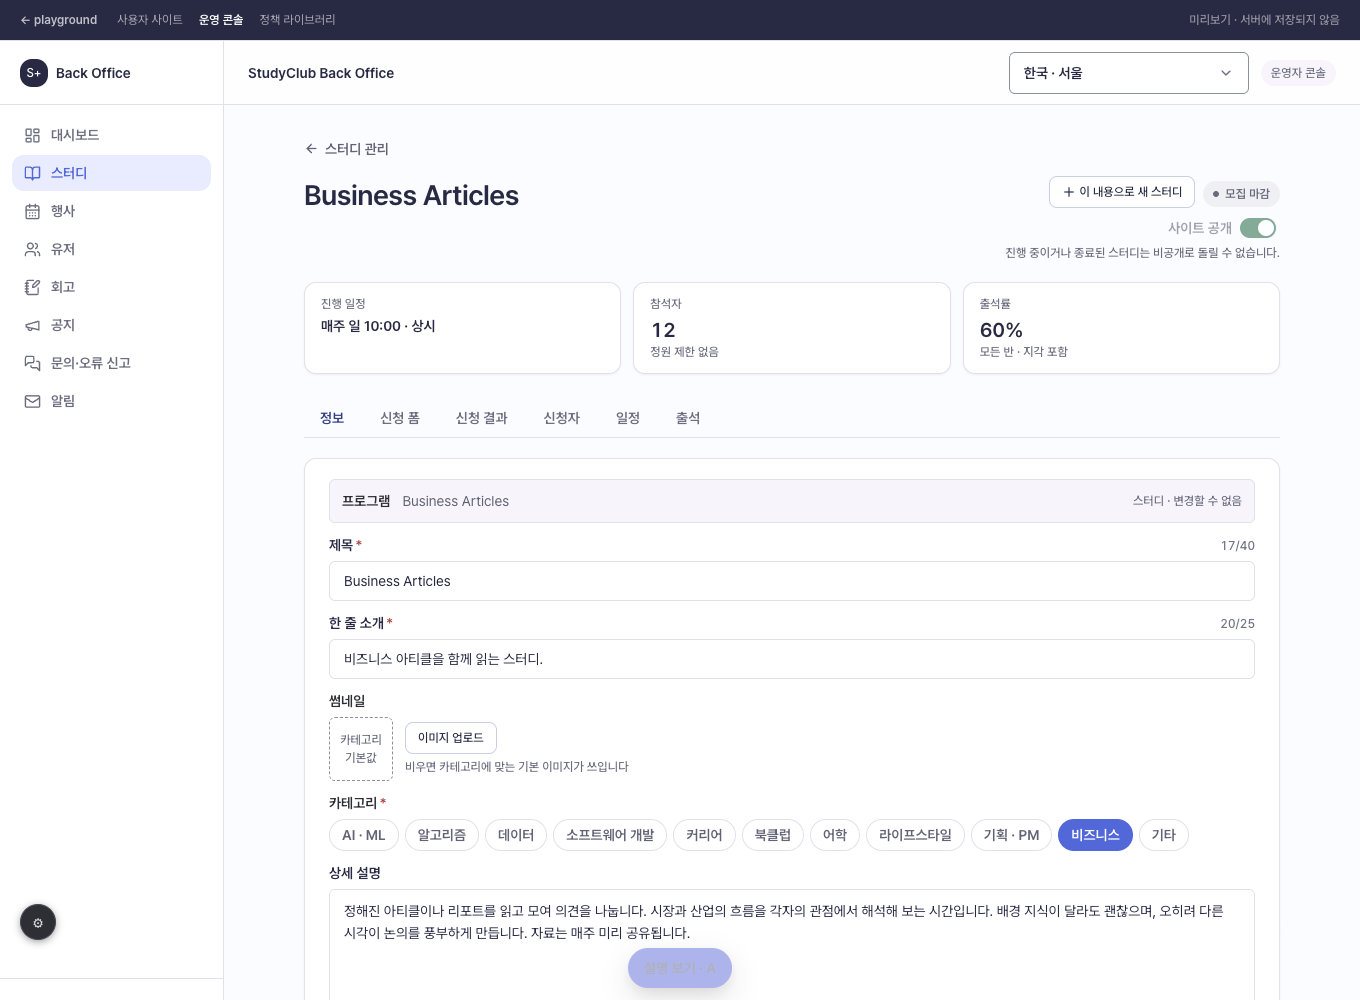 ← playground 사용자 사이트 운영 콘솔 정책 라이브러리 미리보기 · 서버에 저장되지 않음
S+ Back Office
StudyClub Back Office 한국 · 서울 운영자 콘솔
대시보드
스터디
행사
유저
회고
공지
문의·오류 신고
알림
← 스터디 관리
Business Articles
+ 이 내용으로 새 스터디 모집 마감
사이트 공개
진행 중이거나 종료된 스터디는 비공개로 돌릴 수 없습니다.
진행 일정
매주 일 10:00 · 상시
참석자
12
정원 제한 없음
출석률
60%
모든 반 · 지각 포함
정보 신청 폼 신청 결과 신청자 일정 출석
프로그램 Business Articles 스터디 · 변경할 수 없음
제목 * 17/40
Business Articles
한 줄 소개 * 20/25
비즈니스 아티클을 함께 읽는 스터디.
썸네일
카테고리
기본값
이미지 업로드
비우면 카테고리에 맞는 기본 이미지가 쓰입니다
카테고리 *
AI · ML 알고리즘 데이터 소프트웨어 개발 커리어 북클럽 어학 라이프스타일 기획 · PM 비즈니스 기타
상세 설명
정해진 아티클이나 리포트를 읽고 모여 의견을 나눕니다. 시장과 산업의 흐름을 각자의 관점에서 해석해 보는 시간입니다. 배경 지식이 달라도 괜찮으며, 오히려 다른
시각이 논의를 풍부하게 만듭니다. 자료는 매주 미리 공유됩니다.
설명 보기 A